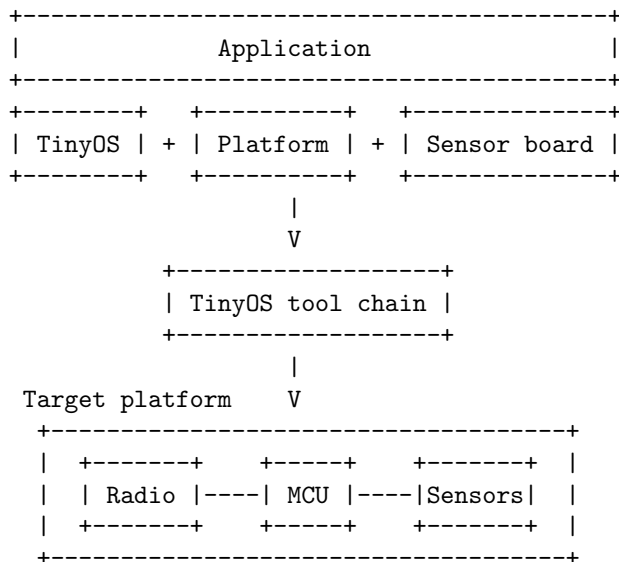 Application
TinyOS + Platform + Sensor board
TinyOS tool chain
Target platform
Radio MCU Sensors